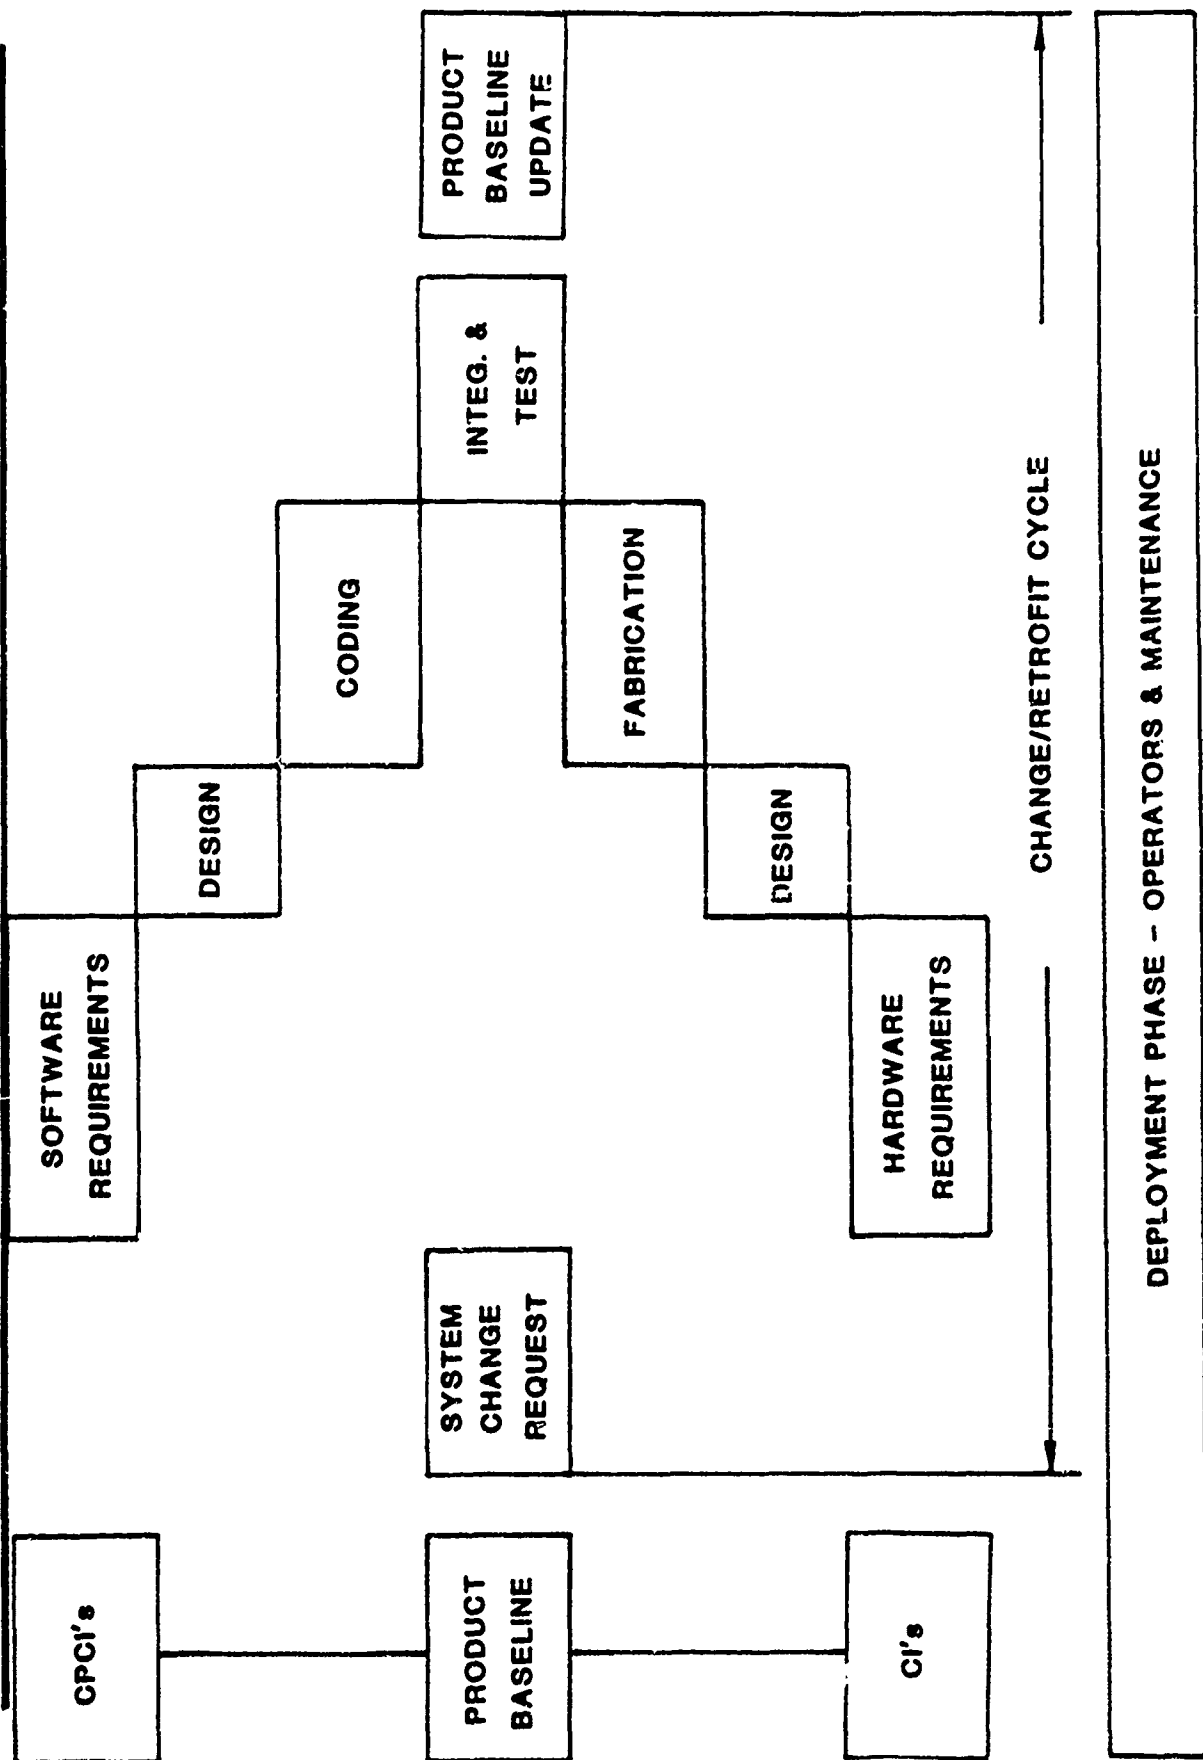 CPCI's
PRODUCT
BASELINE
CI's
SYSTEM
CHANGE
REQUEST
SOFTWARE
REQUIREMENTS
HARDWARE
REQUIREMENTS
DESIGN
DESIGN
CODING
FABRICATION
INTEG. &
TEST
PRODUCT
BASELINE
UPDATE
CHANGE/RETROFIT CYCLE
DEPLOYMENT PHASE – OPERATORS & MAINTENANCE